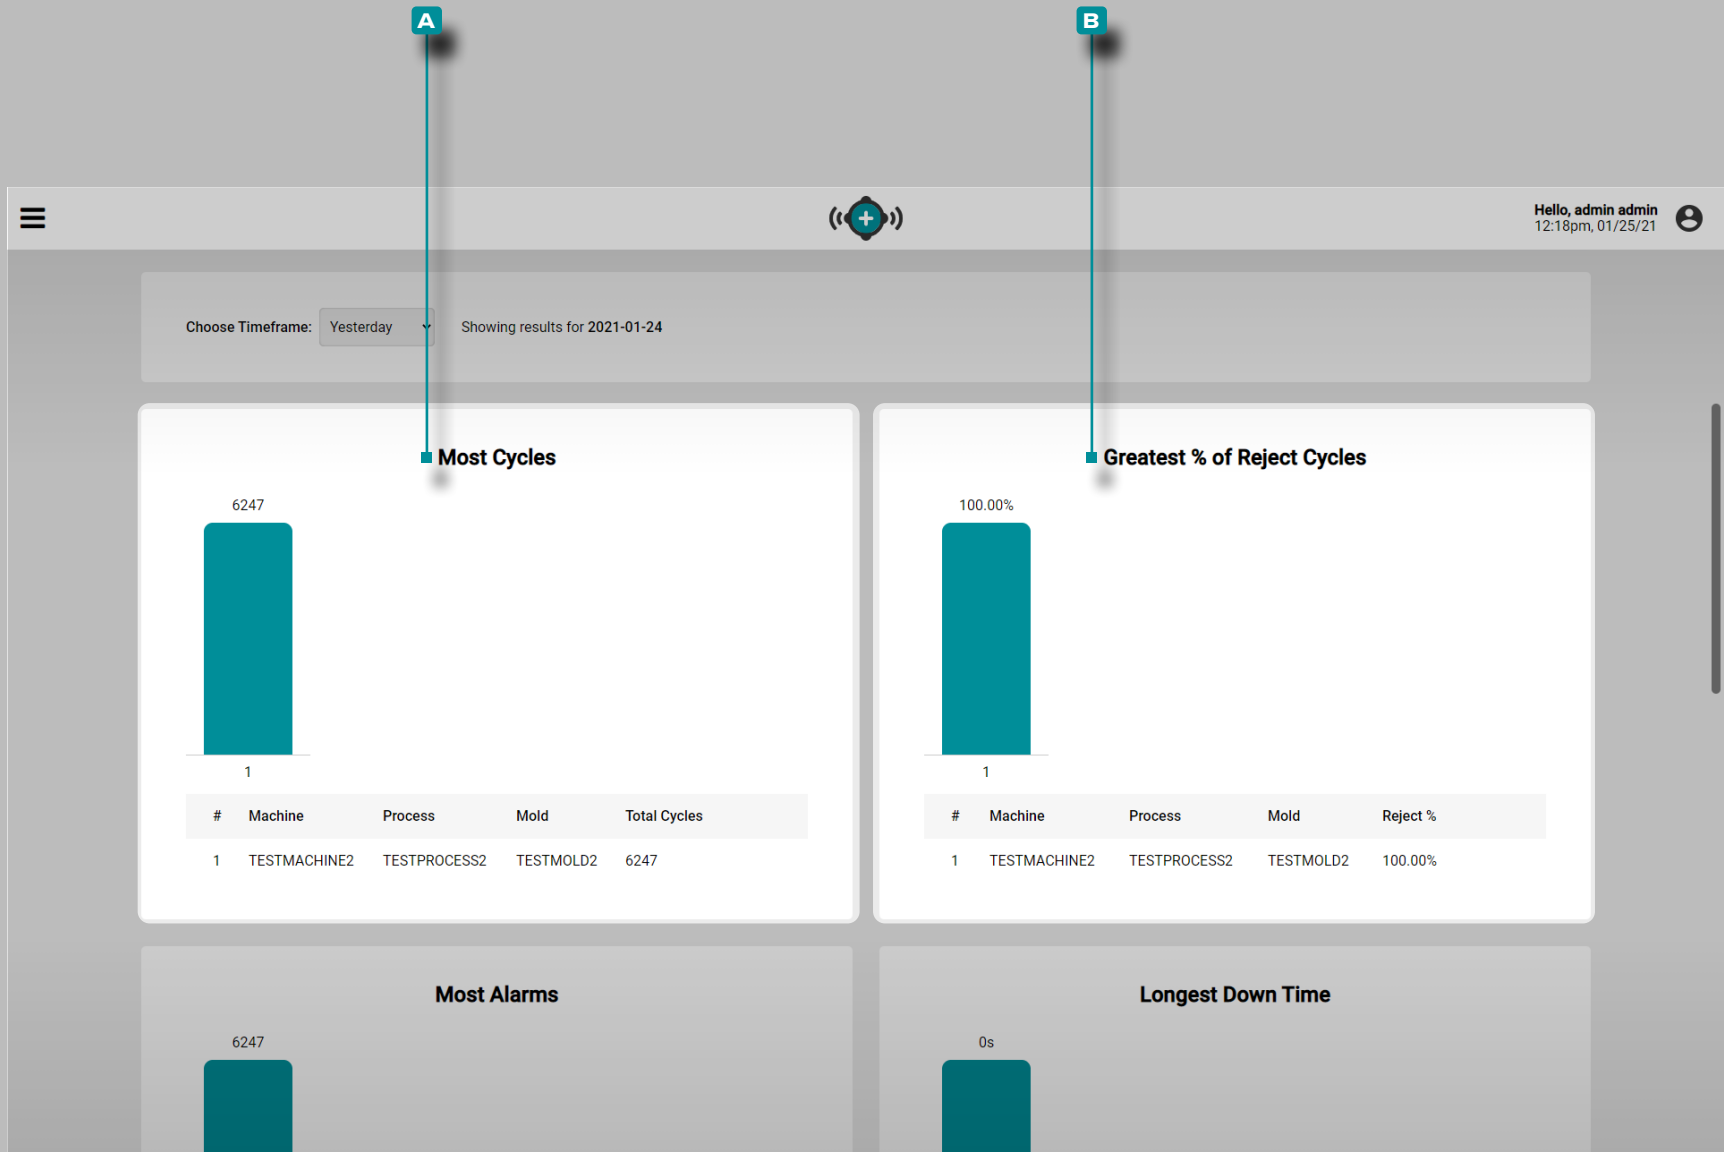 A
B
Hello, admin admin
12:18pm, 01/25/21
Choose Timeframe: Yesterday Showing results for 2021-01-24
Most Cycles
6247
1
# Machine Process Mold Total Cycles
1 TESTMACHINE2 TESTPROCESS2 TESTMOLD2 6247
Greatest % of Reject Cycles
100.00%
1
# Machine Process Mold Reject %
1 TESTMACHINE2 TESTPROCESS2 TESTMOLD2 100.00%
Most Alarms
6247
Longest Down Time
0s